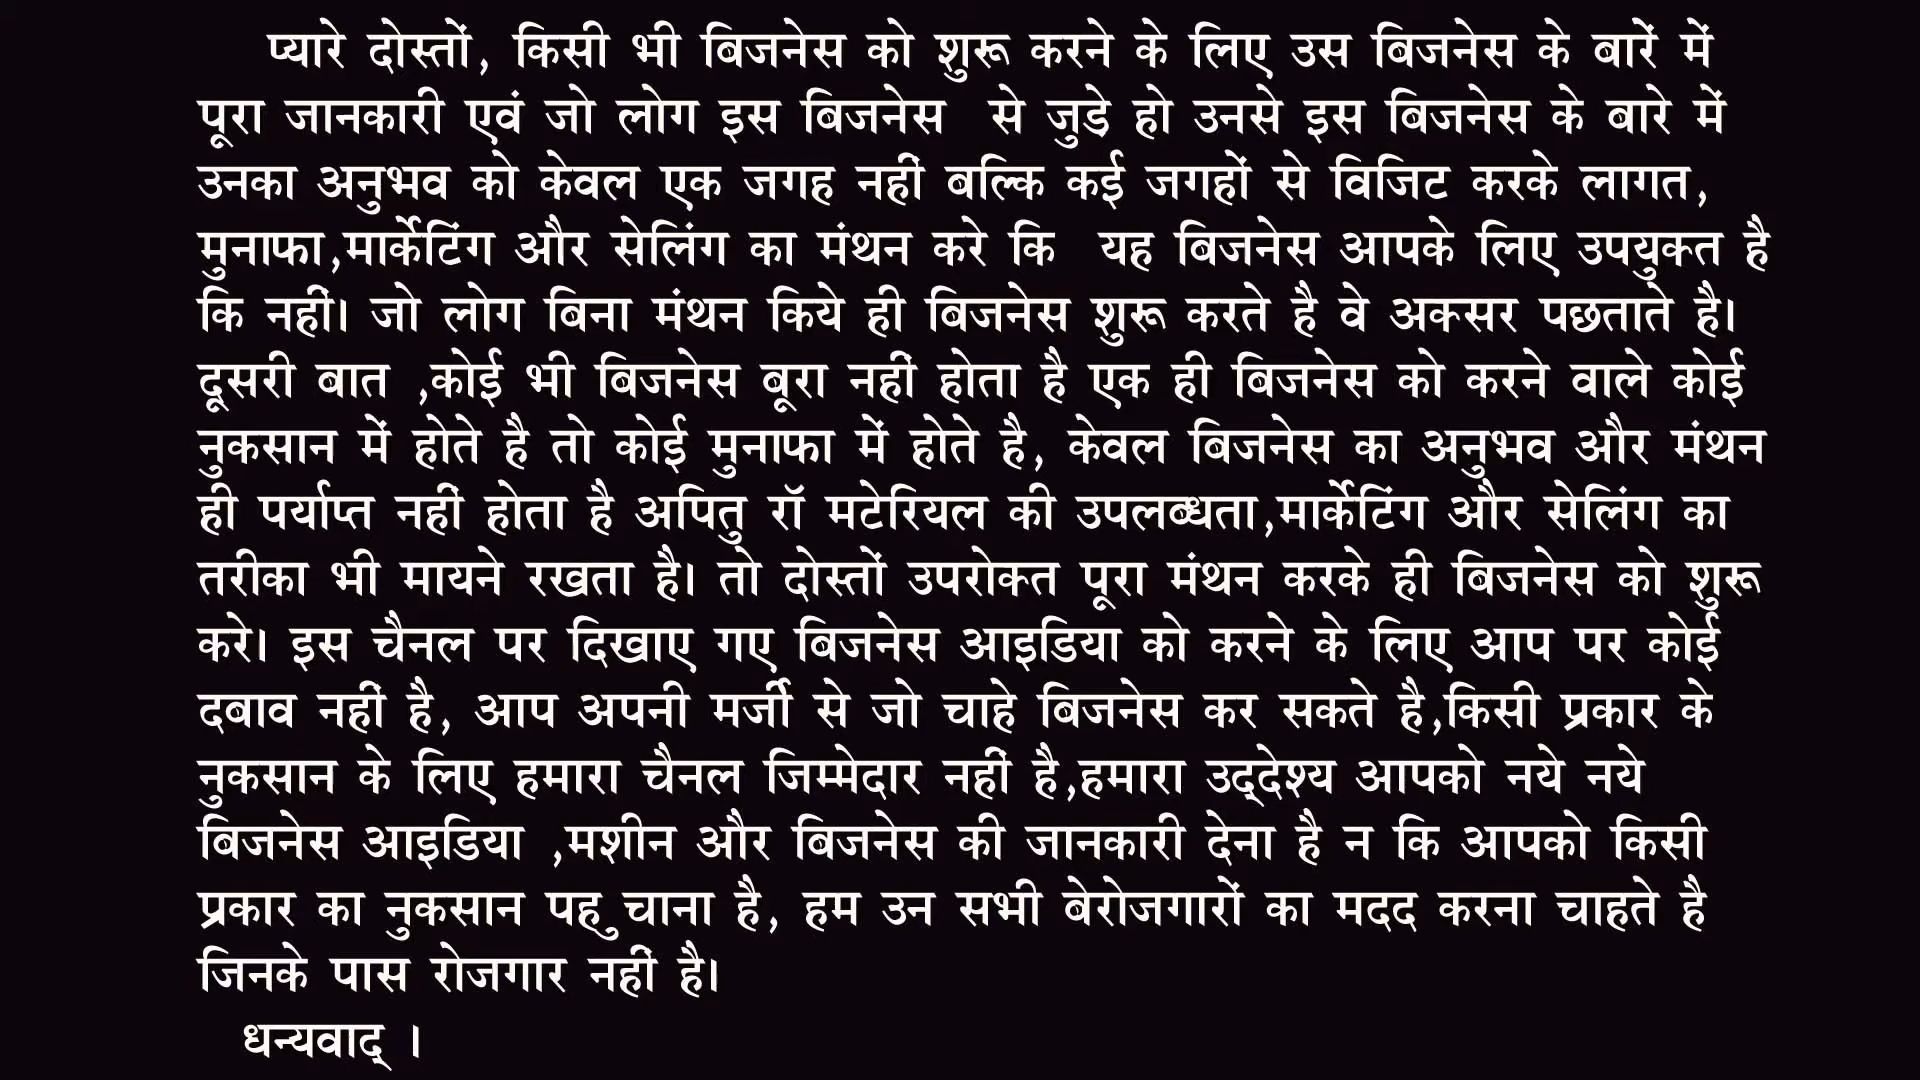 प्यारे दोस्तों, किसी भी बिजनेस को शुरू करने के लिए उस बिजनेस के बारें में
पूरा जानकारी एवं जो लोग इस बिजनेस से जुड़े हो उनसे इस बिजनेस के बारे में
उनका अनुभव को केवल एक जगह नहीं बल्कि कई जगहों से विजिट करके लागत,
मुनाफा,मार्केटिंग और सेलिंग का मंथन करे कि यह बिजनेस आपके लिए उपयुक्त है
कि नहीं। जो लोग बिना मंथन किये ही बिजनेस शुरू करते है वे अक्सर पछताते है।
दूसरी बात ,कोई भी बिजनेस बूरा नहीं होता है एक ही बिजनेस को करने वाले कोई
नुकसान में होते है तो कोई मुनाफा में होते है, केवल बिजनेस का अनुभव और मंथन
ही पर्याप्त नहीं होता है अपितु रॉ मटेरियल की उपलब्धता,मार्केटिंग और सेलिंग का
तरीका भी मायने रखता है। तो दोस्तों उपरोक्त पूरा मंथन करके ही बिजनेस को शुरू
करे। इस चैनल पर दिखाए गए बिजनेस आइडिया को करने के लिए आप पर कोई
दबाव नहीं है, आप अपनी मर्जी से जो चाहे बिजनेस कर सकते है,किसी प्रकार के
नुकसान के लिए हमारा चैनल जिम्मेदार नहीं है,हमारा उद्देश्य आपको नये नये
बिजनेस आइडिया ,मशीन और बिजनेस की जानकारी देना है न कि आपको किसी
प्रकार का नुकसान पहुचाना है, हम उन सभी बेरोजगारों का मदद करना चाहते है
जिनके पास रोजगार नहीं है।
धन्यवाद् ।